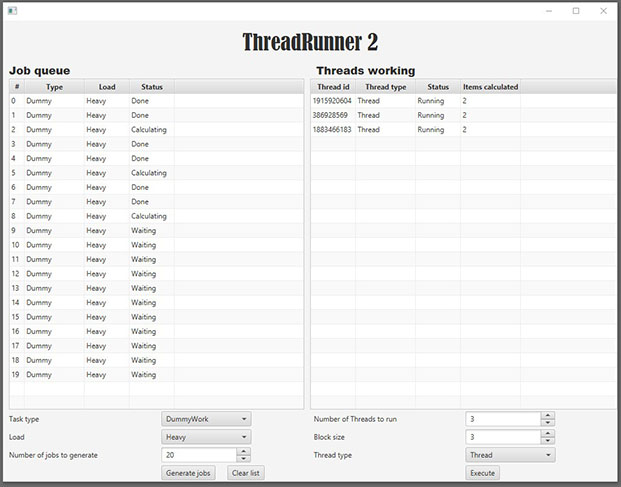 ThreadRunner 2
Job queue
# Type Load Status
0 Dummy Heavy Done
1 Dummy Heavy Done
2 Dummy Heavy Calculating
3 Dummy Heavy Done
4 Dummy Heavy Done
5 Dummy Heavy Calculating
6 Dummy Heavy Done
7 Dummy Heavy Done
8 Dummy Heavy Calculating
9 Dummy Heavy Waiting
10 Dummy Heavy Waiting
11 Dummy Heavy Waiting
12 Dummy Heavy Waiting
13 Dummy Heavy Waiting
14 Dummy Heavy Waiting
15 Dummy Heavy Waiting
16 Dummy Heavy Waiting
17 Dummy Heavy Waiting
18 Dummy Heavy Waiting
19 Dummy Heavy Waiting
Task type DummyWork
Load Heavy
Number of jobs to generate 20
Generate jobs Clear list
Threads working
Thread id Thread type Status Items calculated
1915920604 Thread Running 2
386928569 Thread Running 2
1883466183 Thread Running 2
Number of Threads to run 3
Block size 3
Thread type Thread
Execute